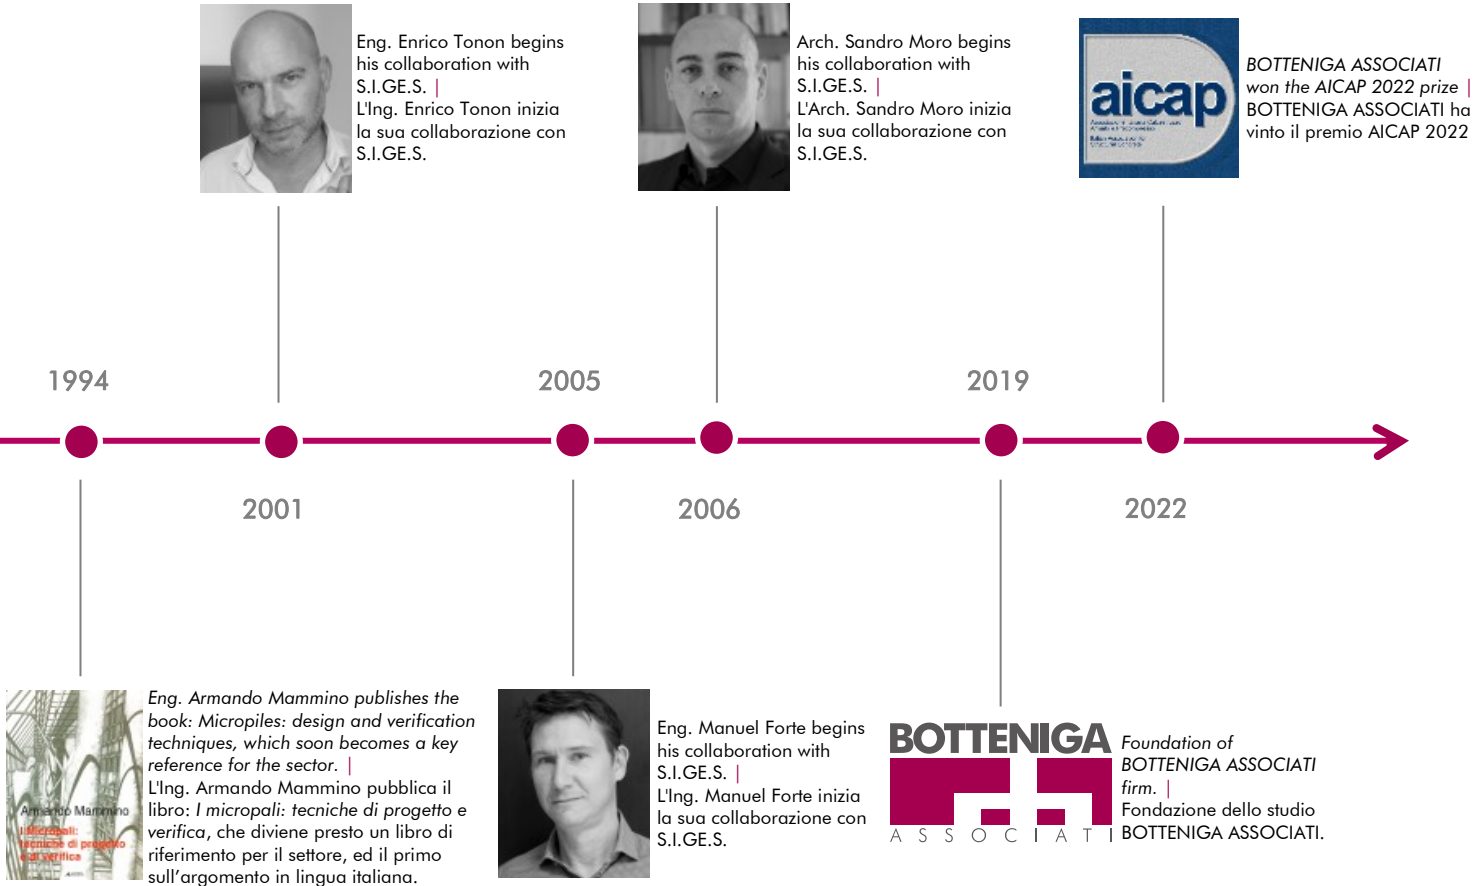 Eng. Enrico Tonon begins
his collaboration with
S.I.GE.S. |
L'Ing. Enrico Tonon inizia
la sua collaborazione con
S.I.GE.S.
Arch. Sandro Moro begins
his collaboration with
S.I.GE.S. |
L'Arch. Sandro Moro inizia
la sua collaborazione con
S.I.GE.S.
aicap
BOTTENIGA ASSOCIATI
won the AICAP 2022 prize |
BOTTENIGA ASSOCIATI ha
vinto il premio AICAP 2022
1994
2005
2019
2001
2006
2022
Armando Mammino
I Micropali:
tecniche di progetto
e di verifica
Eng. Armando Mammino publishes the
book: Micropiles: design and verification
techniques, which soon becomes a key
reference for the sector. |
L'Ing. Armando Mammino pubblica il
libro: I micropali: tecniche di progetto e
verifica, che diviene presto un libro di
riferimento per il settore, ed il primo
sull'argomento in lingua italiana.
Eng. Manuel Forte begins
his collaboration with
S.I.GE.S. |
L'Ing. Manuel Forte inizia
la sua collaborazione con
S.I.GE.S.
BOTTENIGA
ASSOCIATI
Foundation of
BOTTENIGA ASSOCIATI
firm. |
Fondazione dello studio
BOTTENIGA ASSOCIATI.